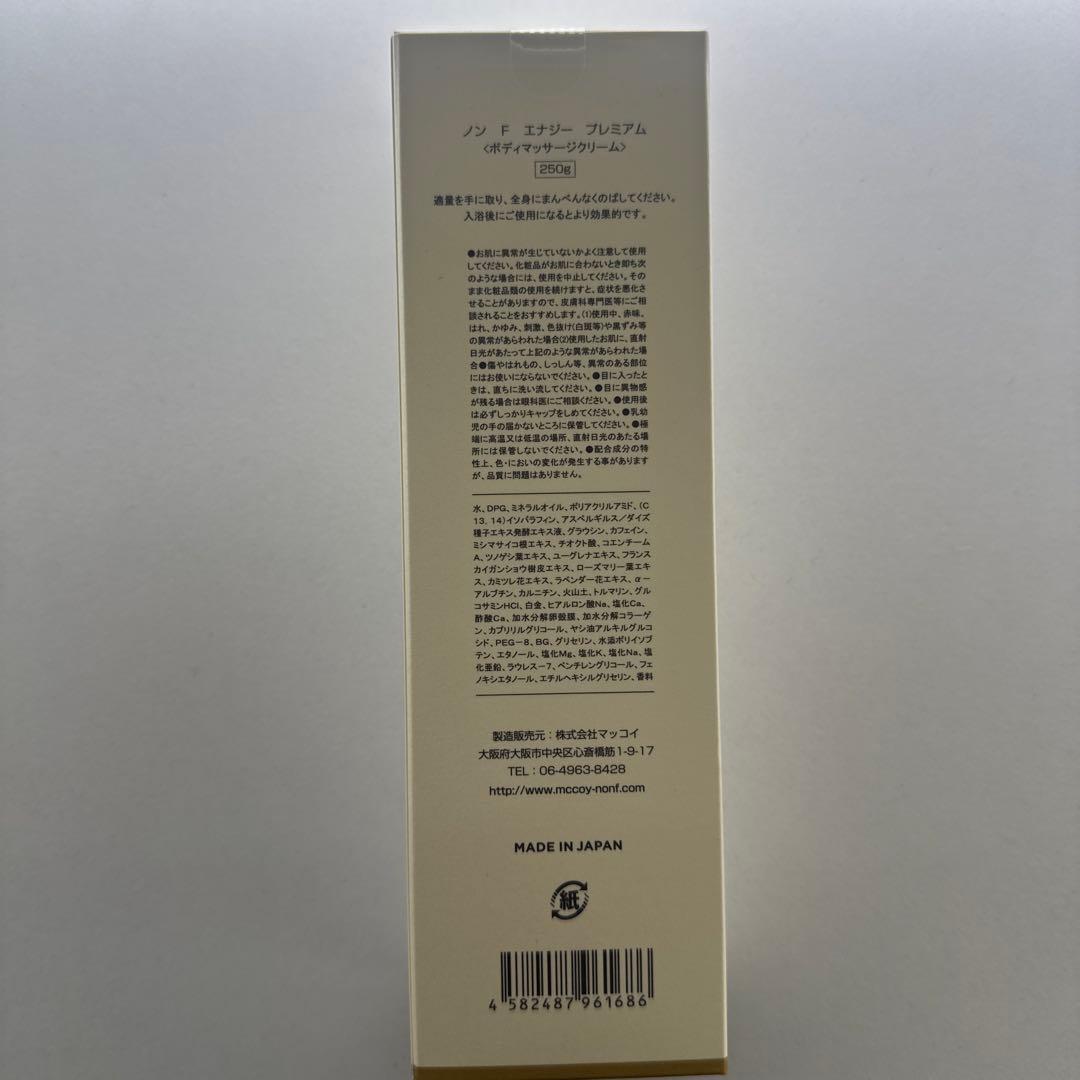 ノン F エナジー プレミアム
〈ボディマッサージクリーム〉
250g
適量を手に取り、全身にまんべんなくのばしてください。
入浴後にご使用になるとより効果的です。
●お肌に異常が生じていないかよく注意して使用
してください。化粧品がお肌に合わないとき即ち次
のような場合には、使用を中止してください。その
まま化粧品類の使用を続けますと、症状を悪化さ
せることがありますので、皮膚科専門医等にご相
談されることをおすすめします。(1)使用中、赤味、
はれ、かゆみ、刺激、色抜け(白斑等)や黒ずみ等
の異常があらわれた場合(2)使用したお肌に、直射
日光があたって上記のような異常があらわれた場
合●傷やはれもの、しっしん等、異常のある部位
にはお使いにならないでください。●目に入ったと
きは、直ちに洗い流してください。●目に異物感
が残る場合は眼科医にご相談ください。●使用後
は必ずしっかりキャップをしめてください。●乳幼
児の手の届かないところに保管してください。●極
端に高温又は低温の場所、直射日光のあたる場
所には保管しないでください。●配合成分の特
性上、色・においの変化が発生する事があります
が、品質に問題はありません。
水、DPG、ミネラルオイル、ポリアクリルアミド、(C
13, 14)イソパラフィン、アスペルギルス／ダイズ
種子エキス発酵エキス液、グラウシン、カフェイン、
ミシマサイコ根エキス、チオクト酸、コエンチーム
A、ツノゲシ葉エキス、ユーグレナエキス、フランス
カイガンショウ樹皮エキス、ローズマリー葉エキ
ス、カミツレ花エキス、ラベンダー花エキス、α－
アルブチン、カルニチン、火山土、トルマリン、グル
コサミンHCl、白金、ヒアルロン酸Na、塩化Ca、
酢酸Ca、加水分解卵殻膜、加水分解コラーゲ
ン、カプリリルグリコール、ヤシ油アルキルグルコ
シド、PEG－8、BG、グリセリン、水添ポリイソブ
テン、エタノール、塩化Mg、塩化K、塩化Na、塩
化亜鉛、ラウレス－7、ペンチレングリコール、フェ
ノキシエタノール、エチルヘキシルグリセリン、香料
製造販売元：株式会社マッコイ
大阪府大阪市中央区心斎橋筋1-9-17
TEL：06-4963-8428
http://www.mccoy-nonf.com
MADE IN JAPAN
紙
4 582487 961686